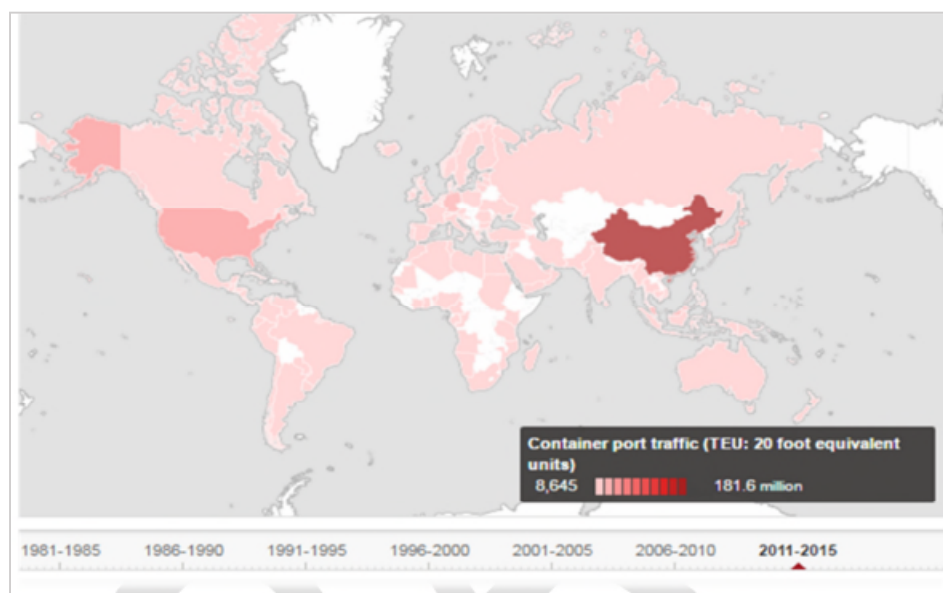 Container port traffic (TEU: 20 foot equivalent
units)
8,645 181.6 million
1981-1985 1986-1990 1991-1995 1996-2000 2001-2005 2006-2010 2011-2015